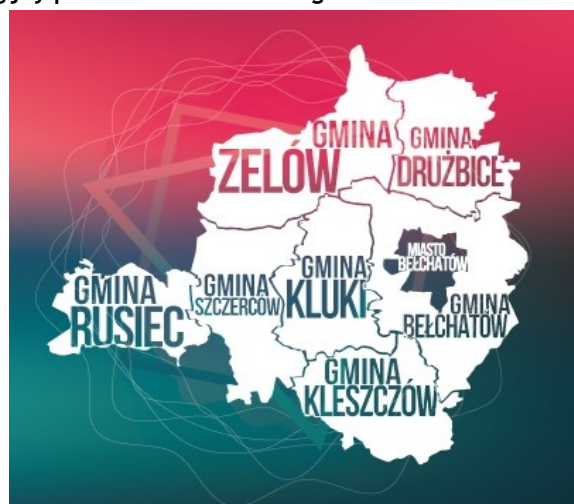 GMINA
ZELÓW
GMINA
DRUŻBICE
MIASTO
BEŁCHATÓW
GMINA
RUSIEC
GMINA
SZCZERCÓW
GMINA
KLUKI
GMINA
BEŁCHATÓW
GMINA
KLESZCZÓW